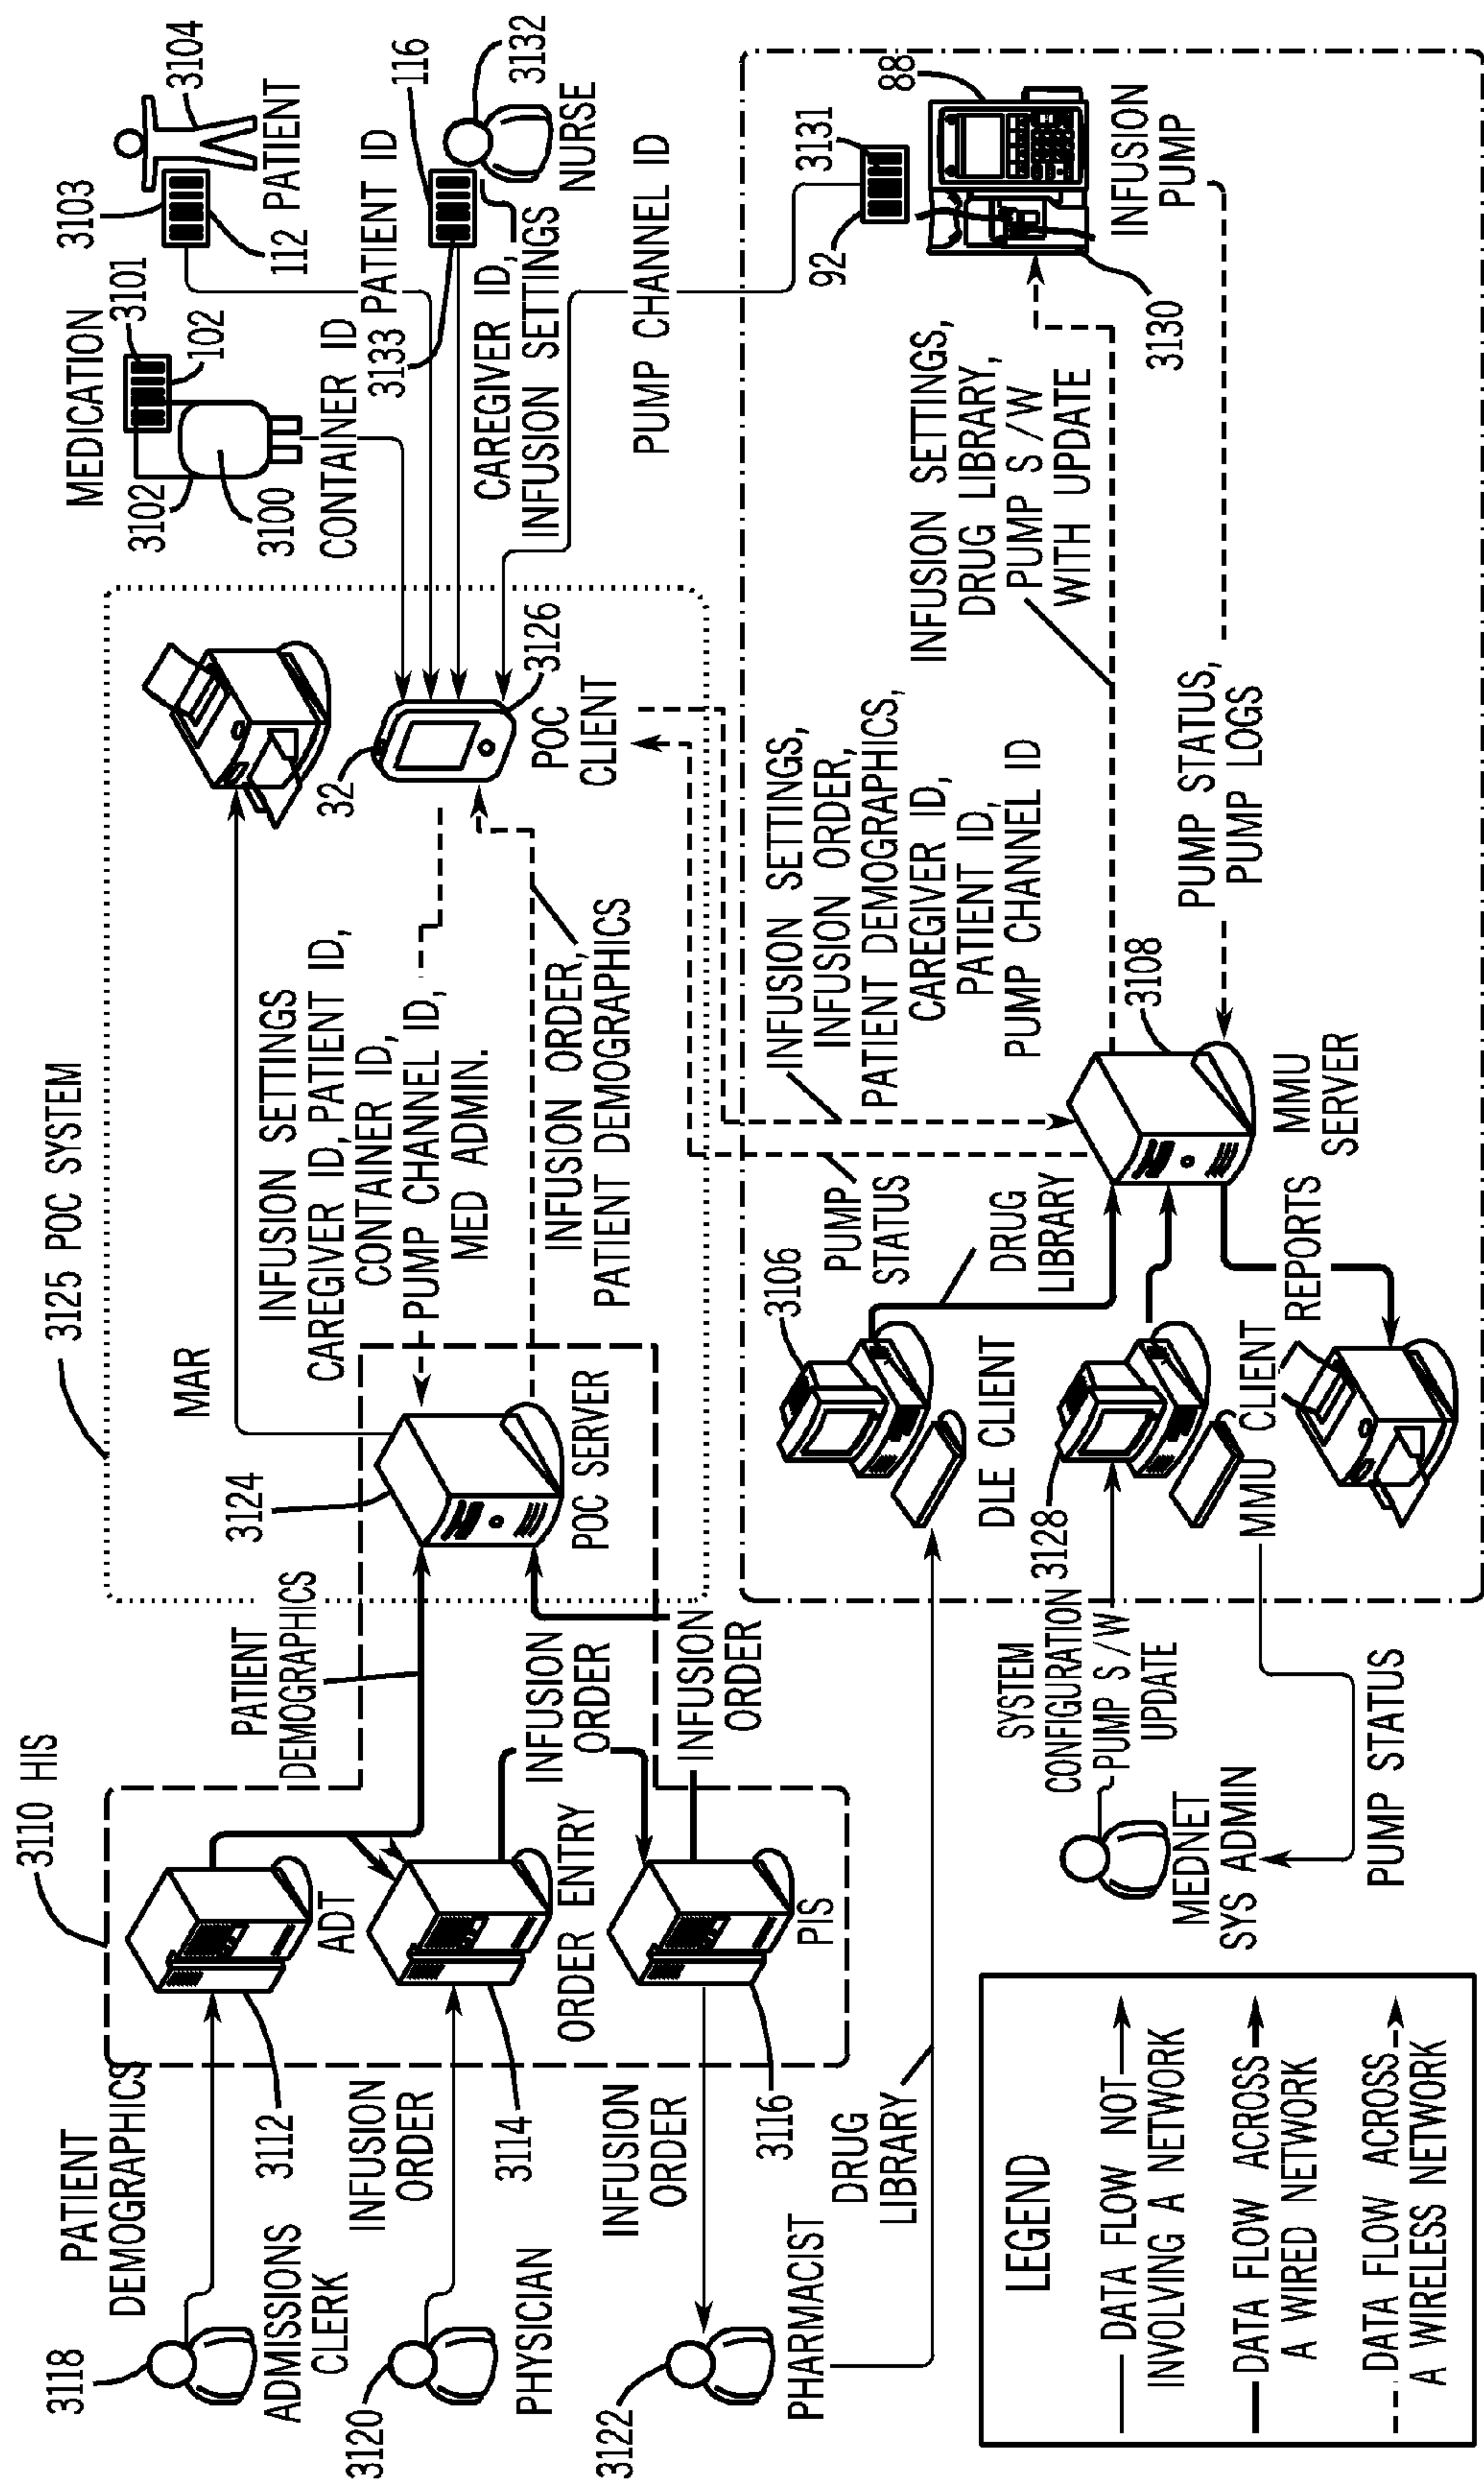 3110 HIS
3125 POC SYSTEM
3118
PATIENT
DEMOGRAPHICS
ADMISSIONS
CLERK
3112
ADT
3120
INFUSION
ORDER
PHYSICIAN
3114
ORDER ENTRY
3122
INFUSION
ORDER
PHARMACIST
3116
PIS
DRUG
LIBRARY
PATIENT
DEMOGRAPHICS
INFUSION
ORDER
INFUSION
ORDER
3124
POC SERVER
MAR
INFUSION SETTINGS
CAREGIVER ID, PATIENT ID,
CONTAINER ID,
PUMP CHANNEL ID,
MED ADMIN.
INFUSION ORDER,
PATIENT DEMOGRAPHICS
32
3126
POC
CLIENT
MEDICATION
3101
102
3102
3100
CONTAINER ID
3103
112
3104
PATIENT
PATIENT ID
3133
116
3132
NURSE
CAREGIVER ID,
INFUSION SETTINGS
PUMP CHANNEL ID
92
3131
88
3130
INFUSION
PUMP
INFUSION SETTINGS,
DRUG LIBRARY,
PUMP S/W
WITH UPDATE
INFUSION SETTINGS,
INFUSION ORDER,
PATIENT DEMOGRAPHICS,
CAREGIVER ID,
PATIENT ID,
PUMP CHANNEL ID
PUMP STATUS,
PUMP LOGS
3108
MMU
SERVER
PUMP
STATUS
3106
DRUG
LIBRARY
DLE CLIENT
3128
MMU CLIENT
REPORTS
SYSTEM
CONFIGURATION
PUMP S/W
UPDATE
MEDNET
SYS ADMIN
PUMP STATUS
LEGEND
DATA FLOW NOT
INVOLVING A NETWORK
DATA FLOW ACROSS
A WIRED NETWORK
DATA FLOW ACROSS
A WIRELESS NETWORK